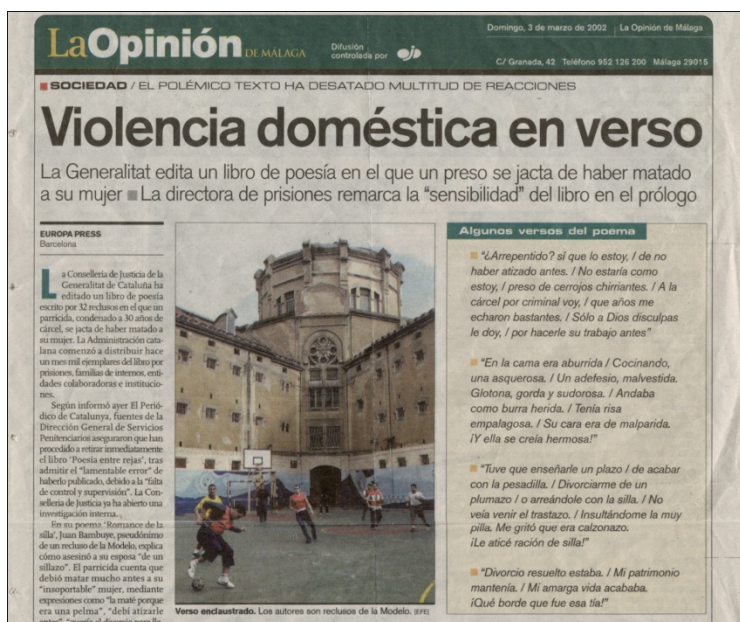 LaOpinión DE MÁLAGA
Difusión
controlada por
Domingo, 3 de marzo de 2002 | La Opinión de Málaga
C/ Granada, 42 Teléfono 952 126 200 Málaga 29015
SOCIEDAD / EL POLÉMICO TEXTO HA DESATADO MULTITUD DE REACCIONES
Violencia doméstica en verso
La Generalitat edita un libro de poesía en el que un preso se jacta de haber matado
a su mujer ■ La directora de prisiones remarca la "sensibilidad" del libro en el prólogo
EUROPA PRESS
Barcelona
La Conselleria de Justicia de la
Generalitat de Cataluña ha
editado un libro de poesía
escrito por 32 reclusos en el que un
parricida, condenado a 30 años de
cárcel, se jacta de haber matado a
su mujer. La Administración cata-
lana comenzó a distribuir hace
un mes mil ejemplares del libro por
prisiones, familias de internos, enti-
dades colaboradoras e institucio-
nes.
Según informó ayer El Perió-
dico de Catalunya, fuentes de la
Dirección General de Servicios
Penitenciarios aseguraron que han
procedido a retirar inmediatamente
el libro 'Poesía entre rejas', tras
admitir el "lamentable error" de
haberlo publicado, debido a la "falta
de control y supervisión". La Con-
selleria de Justicia ya ha abierto una
investigación interna.
En su poema 'Romance de la
silla', Juan Bambuye, pseudónimo
de un recluso de la Modelo, explica
cómo asesinó a su esposa "de un
sillazo". El parricida cuenta que
debió matar mucho antes a su
"insoportable" mujer, mediante
expresiones como "la maté porque
era una pelma", "debí atizarle
Verso enclaustrado. Los autores son reclusos de la Modelo. [EFE]
Algunos versos del poema
■ "¿Arrepentido? sí que lo estoy, / de no
haber atizado antes. / No estaría como
estoy, / preso de cerrojos chirriantes. / A la
cárcel por criminal voy, / que años me
echaron bastantes. / Sólo a Dios disculpas
le doy, / por hacerle su trabajo antes"
■ "En la cama era aburrida / Cocinando,
una asquerosa. / Un adefesio, malvestida.
Glotona, gorda y sudorosa. / Andaba
como burra herida. / Tenía risa
empalagosa. / Su cara era de malparida.
¡Y ella se creía hermosa!"
■ "Tuve que enseñarle un plazo / de acabar
con la pesadilla. / Divorciarme de un
plumazo / o arreándole con la silla. / No
veía venir el trastazo. / Insultándome la muy
pilla. Me gritó que era calzonazo.
¡Le aticé ración de silla!"
■ "Divorcio resuelto estaba. / Mi patrimonio
mantenía. / Mi amarga vida acababa.
¡Qué borde que fue esa tía!"